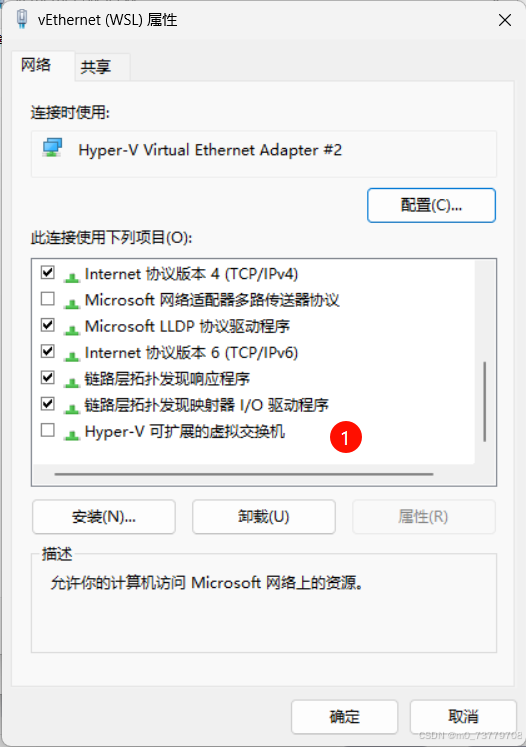 vEthernet (WSL) 属性
网络
共享
连接时使用:
Hyper-V Virtual Ethernet Adapter #2
配置(C)...
此连接使用下列项目(O):
Internet 协议版本 4 (TCP/IPv4)
Microsoft 网络适配器多路传送器协议
Microsoft LLDP 协议驱动程序
Internet 协议版本 6 (TCP/IPv6)
链路层拓扑发现响应程序
链路层拓扑发现映射器 I/O 驱动程序
Hyper-V 可扩展的虚拟交换机
1
安装(N)...
卸载(U)
属性(R)
描述
允许你的计算机访问 Microsoft 网络上的资源。
确定
取消
CSDN @m0_73779708